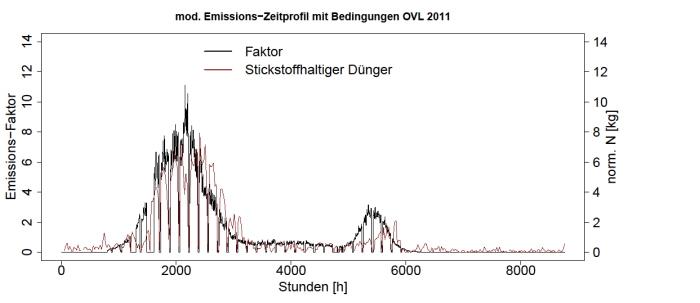 mod. Emissions−Zeitprofil mit Bedingungen OVL 2011
Faktor
Stickstoffhaltiger Dünger
Emissions−Faktor
0 2 4 6 8 10 12 14
norm. N [kg]
0 2 4 6 8 10 12 14
0 2000 4000 6000 8000
Stunden [h]